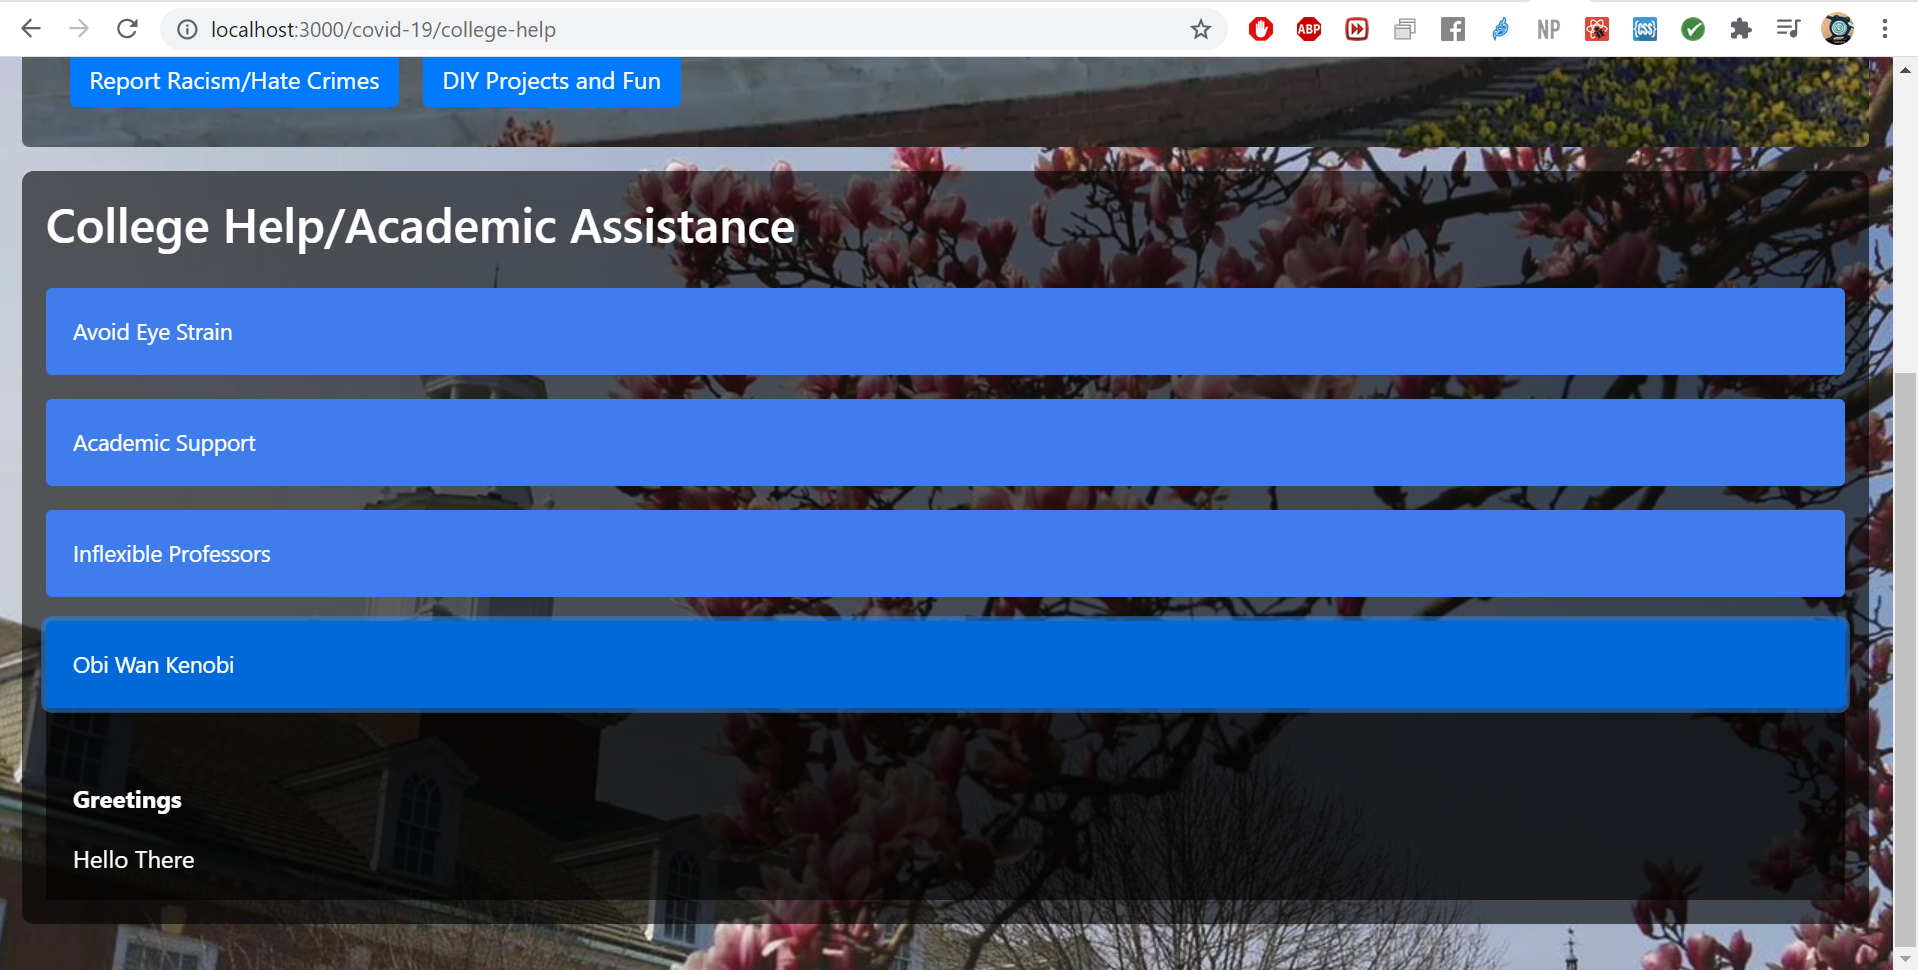 localhost:3000/covid-19/college-help
ABP
NP
CSS
Report Racism/Hate Crimes
DIY Projects and Fun
College Help/Academic Assistance
Avoid Eye Strain
Academic Support
Inflexible Professors
Obi Wan Kenobi
Greetings
Hello There